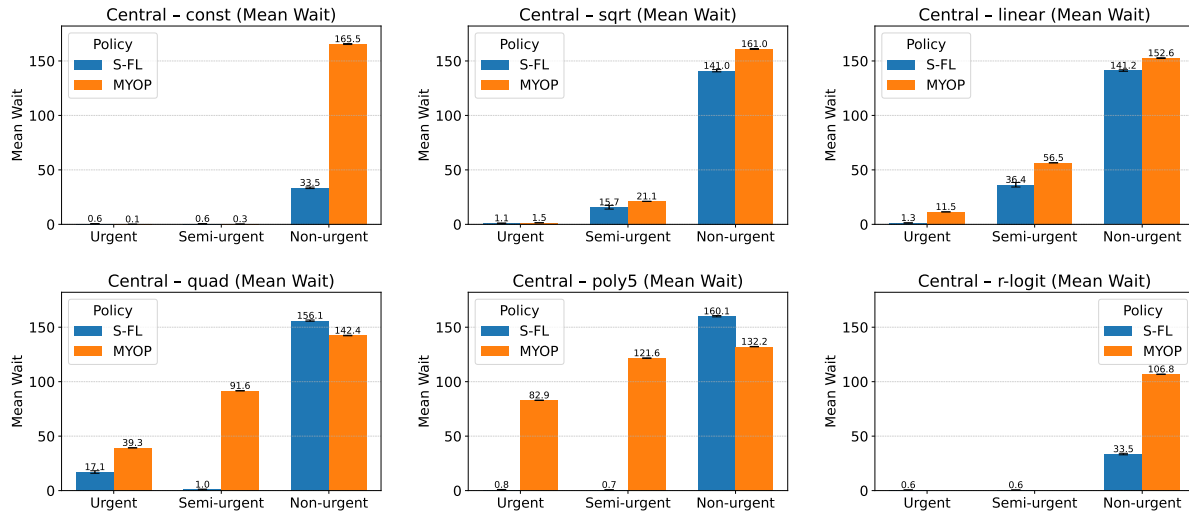 Central – const (Mean Wait)
Mean Wait
150
100
50
0
Policy
S-FL
MYOP
0.6
0.1
0.6
0.3
33.5
165.5
Urgent
Semi-urgent
Non-urgent
Central – sqrt (Mean Wait)
Mean Wait
150
100
50
0
Policy
S-FL
MYOP
1.1
1.5
15.7
21.1
141.0
161.0
Urgent
Semi-urgent
Non-urgent
Central – linear (Mean Wait)
Mean Wait
150
100
50
0
Policy
S-FL
MYOP
1.3
11.5
36.4
56.5
141.2
152.6
Urgent
Semi-urgent
Non-urgent
Central – quad (Mean Wait)
Mean Wait
150
100
50
0
Policy
S-FL
MYOP
17.1
39.3
1.0
91.6
156.1
142.4
Urgent
Semi-urgent
Non-urgent
Central – poly5 (Mean Wait)
Mean Wait
150
100
50
0
Policy
S-FL
MYOP
0.8
82.9
0.7
121.6
160.1
132.2
Urgent
Semi-urgent
Non-urgent
Central – r-logit (Mean Wait)
Mean Wait
150
100
50
0
Policy
S-FL
MYOP
0.6
0.6
33.5
106.8
Urgent
Semi-urgent
Non-urgent